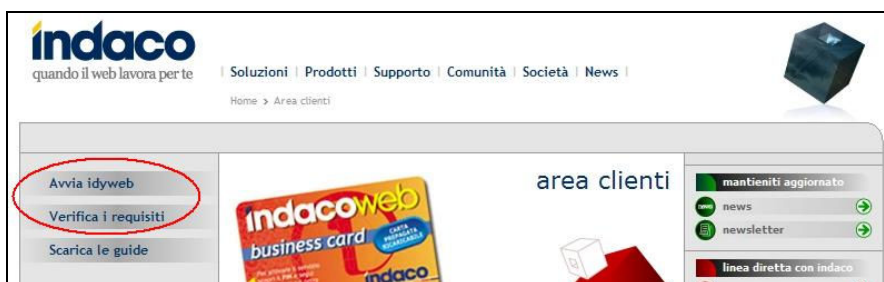 indaco
quando il web lavora per te
Soluzioni | Prodotti | Supporto | Comunità | Società | News |
Home > Area clienti
Avvia idyweb
Verifica i requisiti
Scarica le guide
indacoweb
business card
CARTA
PREPAGATA
RICARICABILE
indaco
area clienti
mantieniti aggiornato
news
newsletter
linea diretta con indaco